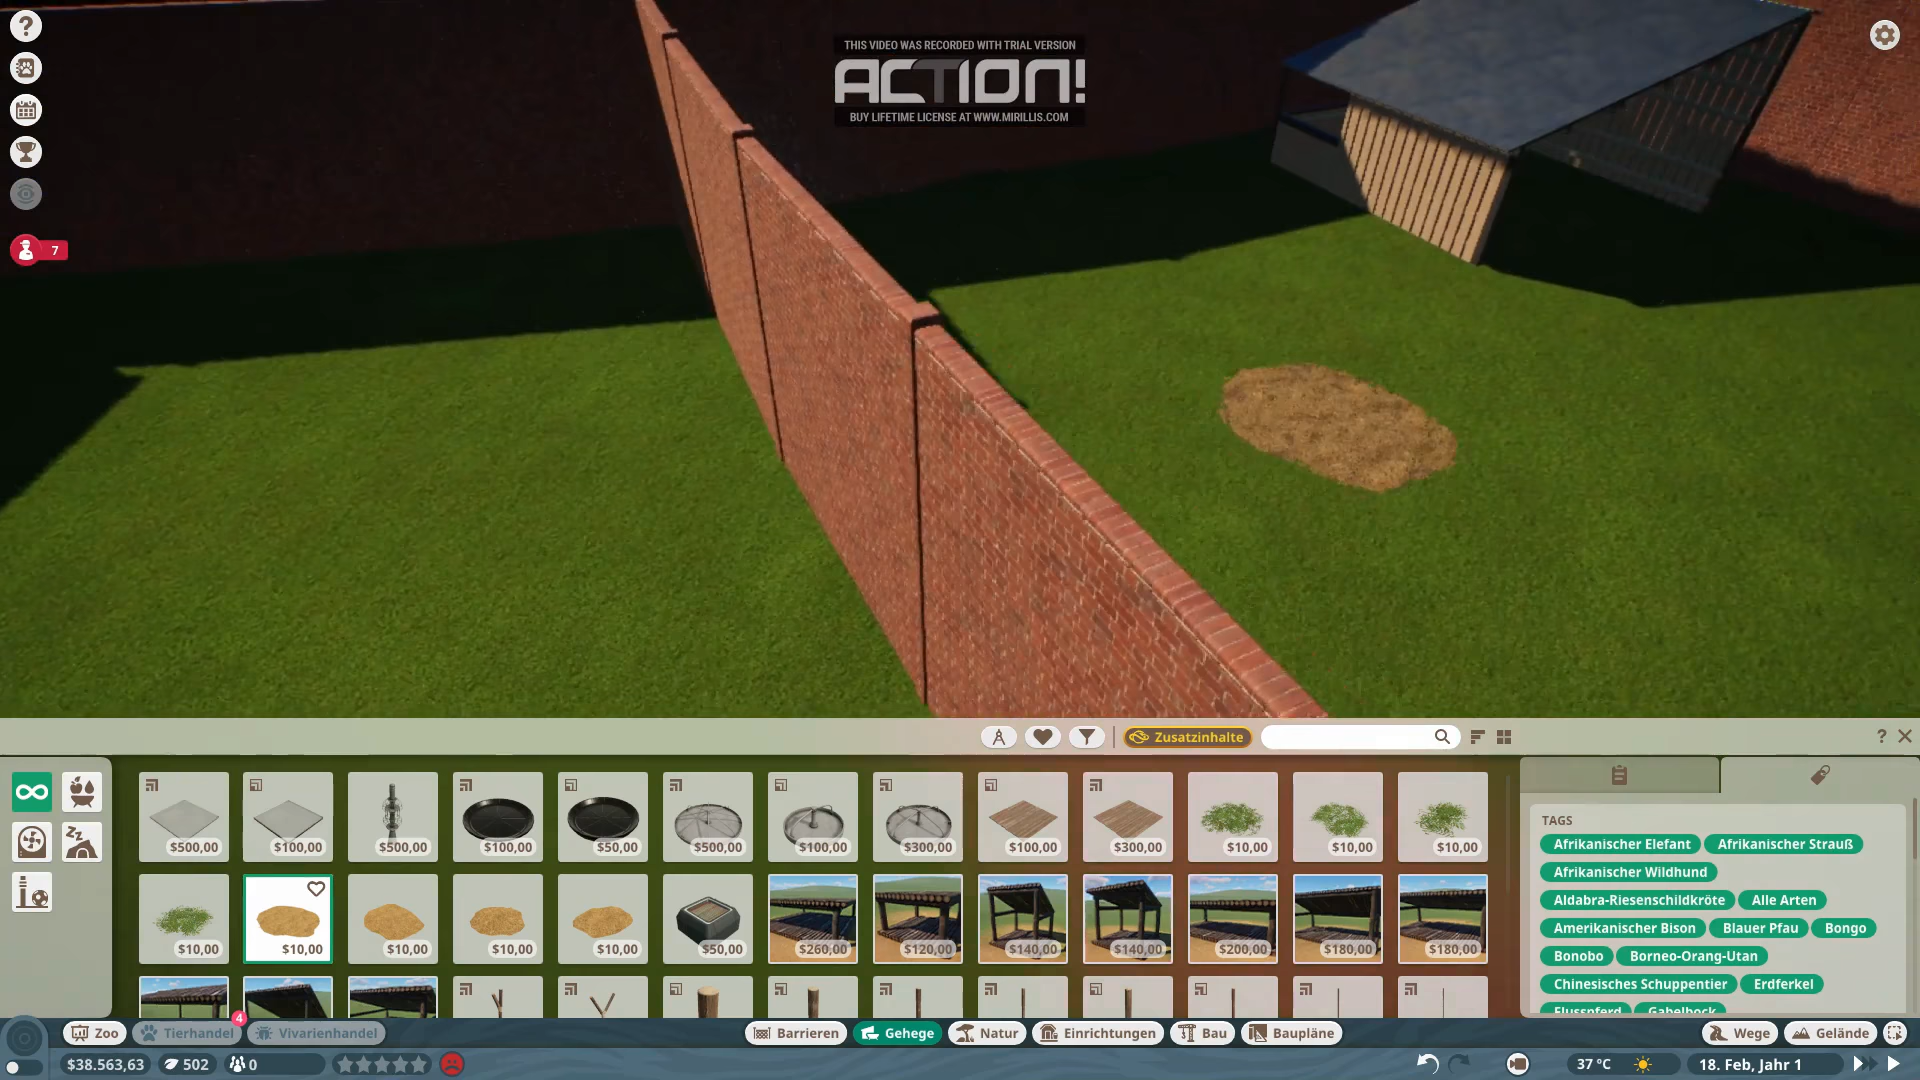 THIS VIDEO WAS RECORDED WITH TRIAL VERSION
ACTION!
BUY LIFETIME LICENSE AT WWW.MIRILLIS.COM
?
7
Zusatzinhalte
?
$500,00 $100,00 $500,00 $100,00 $50,00 $500,00 $100,00 $300,00 $100,00 $300,00 $10,00 $10,00 $10,00
$10,00 $10,00 $10,00 $10,00 $10,00 $50,00 $260,00 $120,00 $140,00 $140,00 $200,00 $180,00 $180,00
TAGS
Afrikanischer Elefant Afrikanischer Strauß
Afrikanischer Wildhund
Aldabra-Riesenschildkröte Alle Arten
Amerikanischer Bison Blauer Pfau Bongo
Bonobo Borneo-Orang-Utan
Chinesisches Schuppentier Erdferkel
Flusspferd Gabelbock
Zoo Tierhandel 4 Vivarienhandel Barrieren Gehege Natur Einrichtungen Bau Baupläne Wege Gelände
$38.563,63 502 0 37 °C 18. Feb, Jahr 1